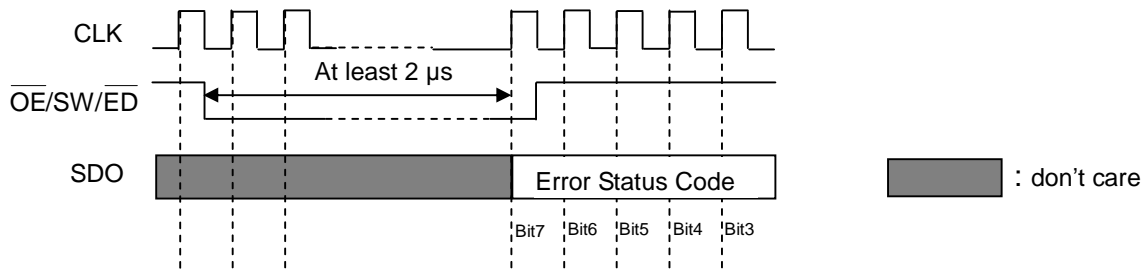 CLK
At least 2 µs
OE/SW/ED
SDO
Error Status Code
: don't care
Bit7 Bit6 Bit5 Bit4 Bit3